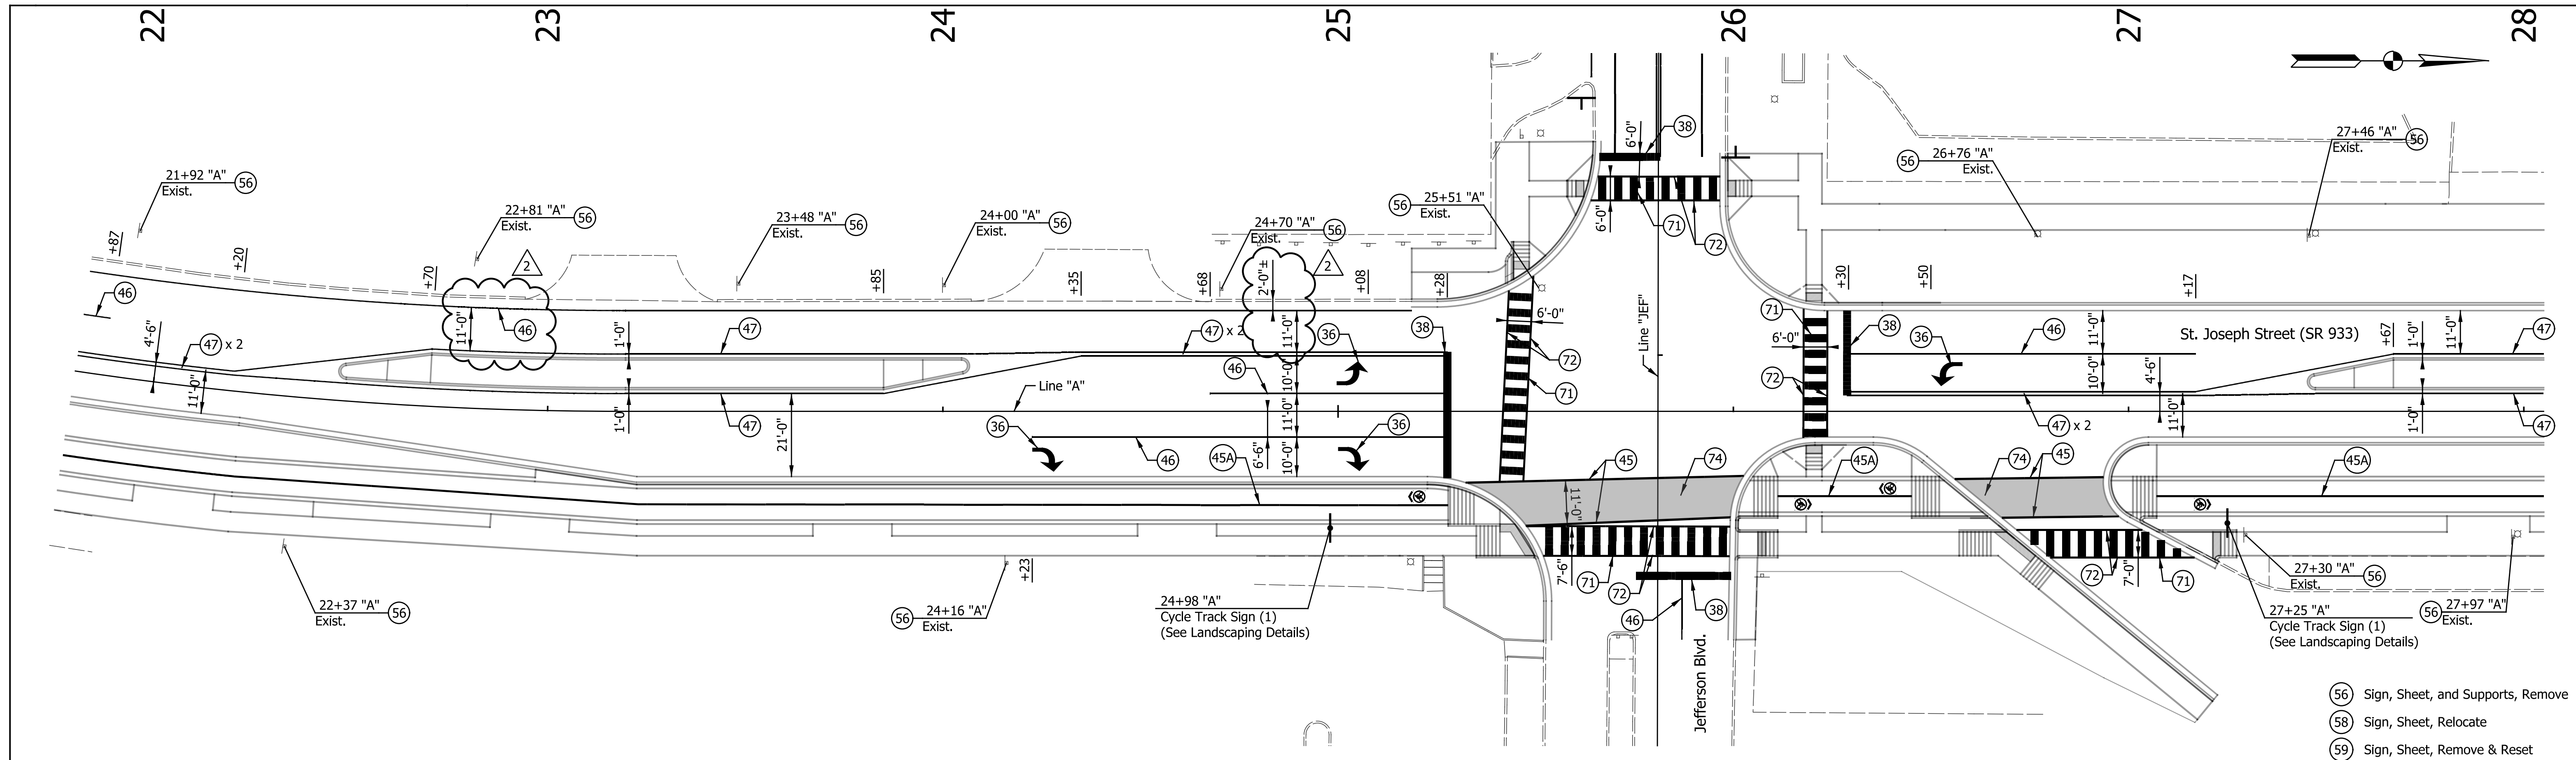 22
23
24
25
26
27
28
21+92 "A"
Exist.
56
22+81 "A"
Exist.
56
2
23+48 "A"
Exist.
56
24+00 "A"
Exist.
56
24+70 "A"
Exist.
56
2
56
25+51 "A"
Exist.
56
26+76 "A"
Exist.
27+46 "A"
Exist.
56
+87
+20
+70
+85
+35
+68
+08
+28
+30
+50
+17
+67
46
4'-6"
47 x 2
11'-0"
11'-0"
46
1'-0"
47
1'-0"
47
21'-0"
Line "A"
47 x 2
2'-0"±
11'-0"
10'-0"
11'-0"
10'-0"
6'-6"
36
38
46
36
36
46
45A
6'-0"
38
6'-0"
71
72
6'-0"
72
71
Line "JEF"
45
74
11'-0"
7'-6"
71
72
46
38
Jefferson Blvd.
71
6'-0"
72
38
36
46
11'-0"
10'-0"
4'-6"
11'-0"
St. Joseph Street (SR 933)
1'-0"
11'-0"
47
1'-0"
47
47 x 2
45A
74
45
45A
72
7'-0"
71
22+37 "A"
Exist.
56
56
24+16 "A"
Exist.
+23
24+98 "A"
Cycle Track Sign (1)
(See Landscaping Details)
27+30 "A"
Exist.
56
27+25 "A"
Cycle Track Sign (1)
(See Landscaping Details)
56
27+97 "A"
Exist.
56 Sign, Sheet, and Supports, Remove
58 Sign, Sheet, Relocate
59 Sign, Sheet, Remove & Reset